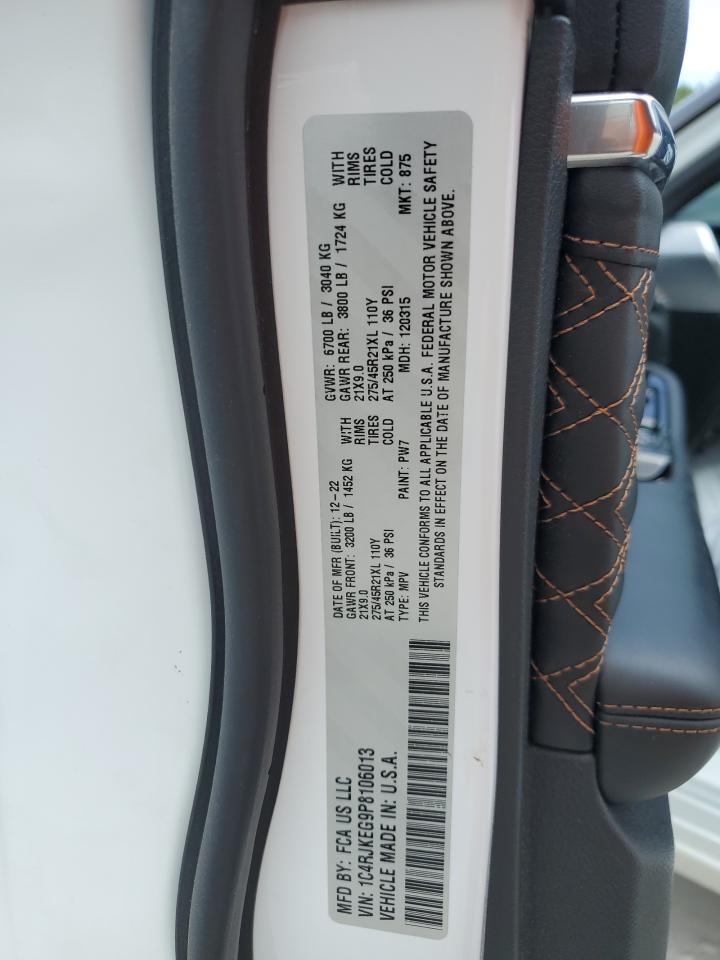 MFD BY: FCA US LLC
VIN: 1C4RJKEG9P8106013
VEHICLE MADE IN: U.S.A.
DATE OF MFR (BUILT): 12-22 GVWR: 6700 LB / 3040 KG
GAWR FRONT: 3200 LB / 1452 KG WITH GAWR REAR: 3800 LB / 1724 KG WITH
21X9.0 RIMS 21X9.0 RIMS
275/45R21XL 110Y TIRES 275/45R21XL 110Y TIRES
AT 250 kPa / 36 PSI COLD AT 250 kPa / 36 PSI COLD
TYPE: MPV PAINT: PW7 MDH: 120315 MKT: 875
THIS VEHICLE CONFORMS TO ALL APPLICABLE U.S.A. FEDERAL MOTOR VEHICLE SAFETY
STANDARDS IN EFFECT ON THE DATE OF MANUFACTURE SHOWN ABOVE.